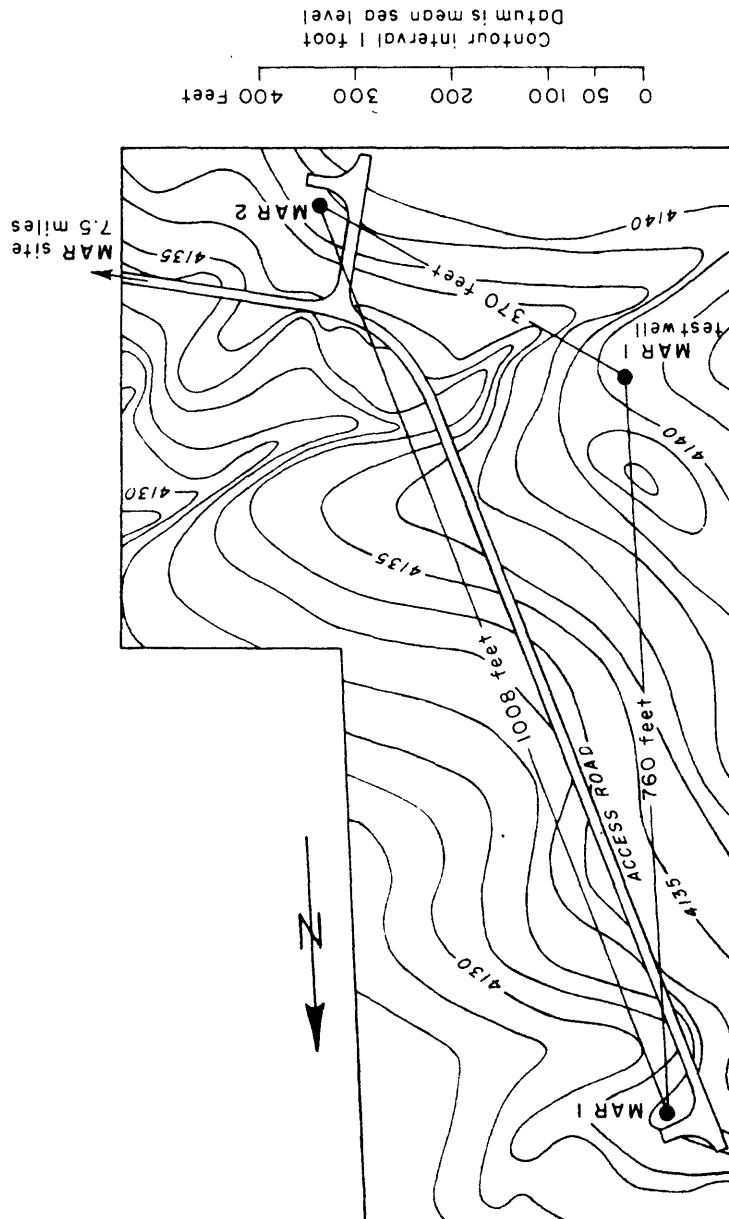 MAR 1
N
4130
ACCESS ROAD
4135
760 feet
1008 feet
4135
4130
4140
MAR 1
test well
370 feet
4140
MAR 2
4135
MAR site
7.5 miles
0 50 100 200 300 400 Feet
Contour interval 1 foot
Datum is mean sea level